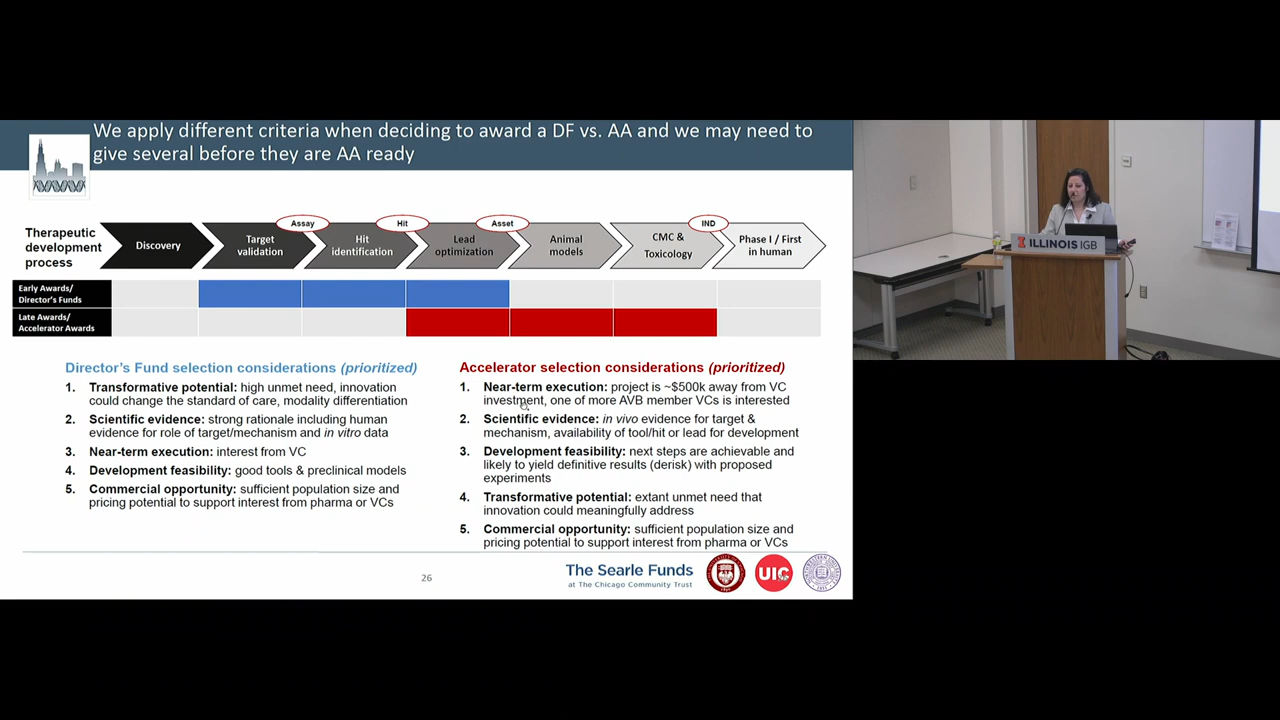 We apply different criteria when deciding to award a DF vs. AA and we may need to
give several before they are AA ready
Therapeutic
development
process
Discovery
Target
validation
Assay
Hit
identification
Hit
Lead
optimization
Asset
Animal
models
CMC &
Toxicology
IND
Phase I / First
in human
Early Awards/
Director's Funds
Late Awards/
Accelerator Awards
Director's Fund selection considerations (prioritized)
1. Transformative potential: high unmet need, innovation
could change the standard of care, modality differentiation
2. Scientific evidence: strong rationale including human
evidence for role of target/mechanism and in vitro data
3. Near-term execution: interest from VC
4. Development feasibility: good tools & preclinical models
5. Commercial opportunity: sufficient population size and
pricing potential to support interest from pharma or VCs
Accelerator selection considerations (prioritized)
1. Near-term execution: project is ~$500k away from VC
investment, one of more AVB member VCs is interested
2. Scientific evidence: in vivo evidence for target &
mechanism, availability of tool/hit or lead for development
3. Development feasibility: next steps are achievable and
likely to yield definitive results (derisk) with proposed
experiments
4. Transformative potential: extant unmet need that
innovation could meaningfully address
5. Commercial opportunity: sufficient population size and
pricing potential to support interest from pharma or VCs
26
The Searle Funds
at The Chicago Community Trust
UIC
I ILLINOIS IGB